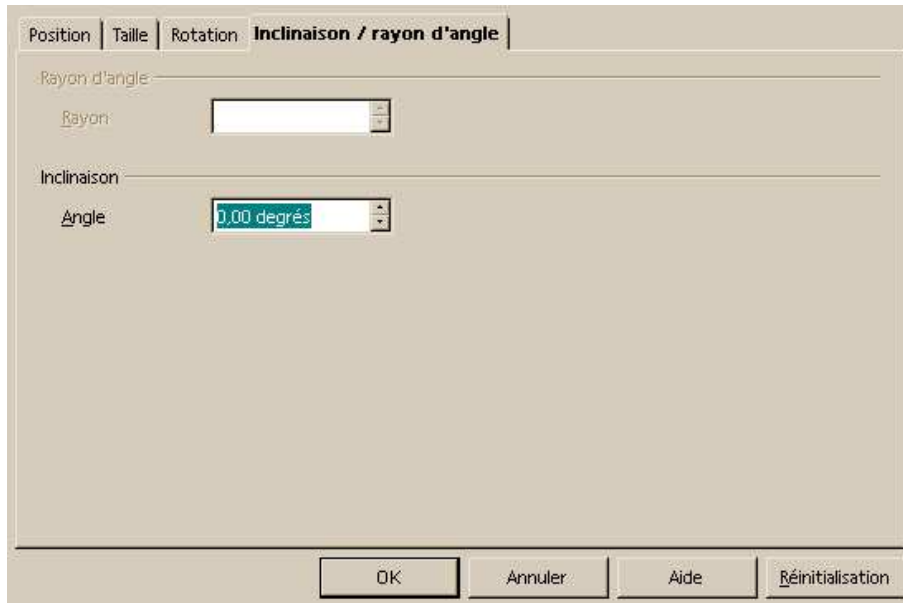 Position Taille Rotation Inclinaison / rayon d'angle
Rayon d'angle
Rayon
Inclinaison
Angle 0,00 degrés
OK Annuler Aide Réinitialisation